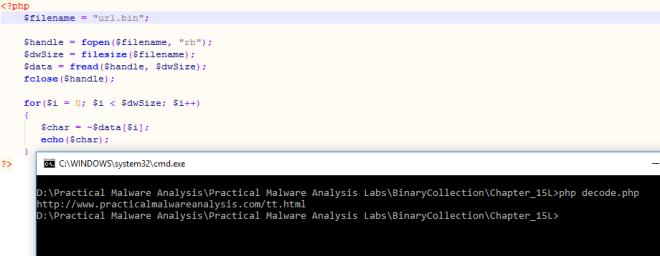 <?php
$filename = "url.bin";
$handle = fopen($filename, "rb");
$dwSize = filesize($filename);
$data = fread($handle, $dwSize);
fclose($handle);
for($i = 0; $i < $dwSize; $i++)
{
$char = ~$data[$i];
echo($char);
}
?>
C:\WINDOWS\system32\cmd.exe
D:\Practical Malware Analysis\Practical Malware Analysis Labs\BinaryCollection\Chapter_15L>php decode.php
http://www.practicalmalwareanalysis.com/tt.html
D:\Practical Malware Analysis\Practical Malware Analysis Labs\BinaryCollection\Chapter_15L>